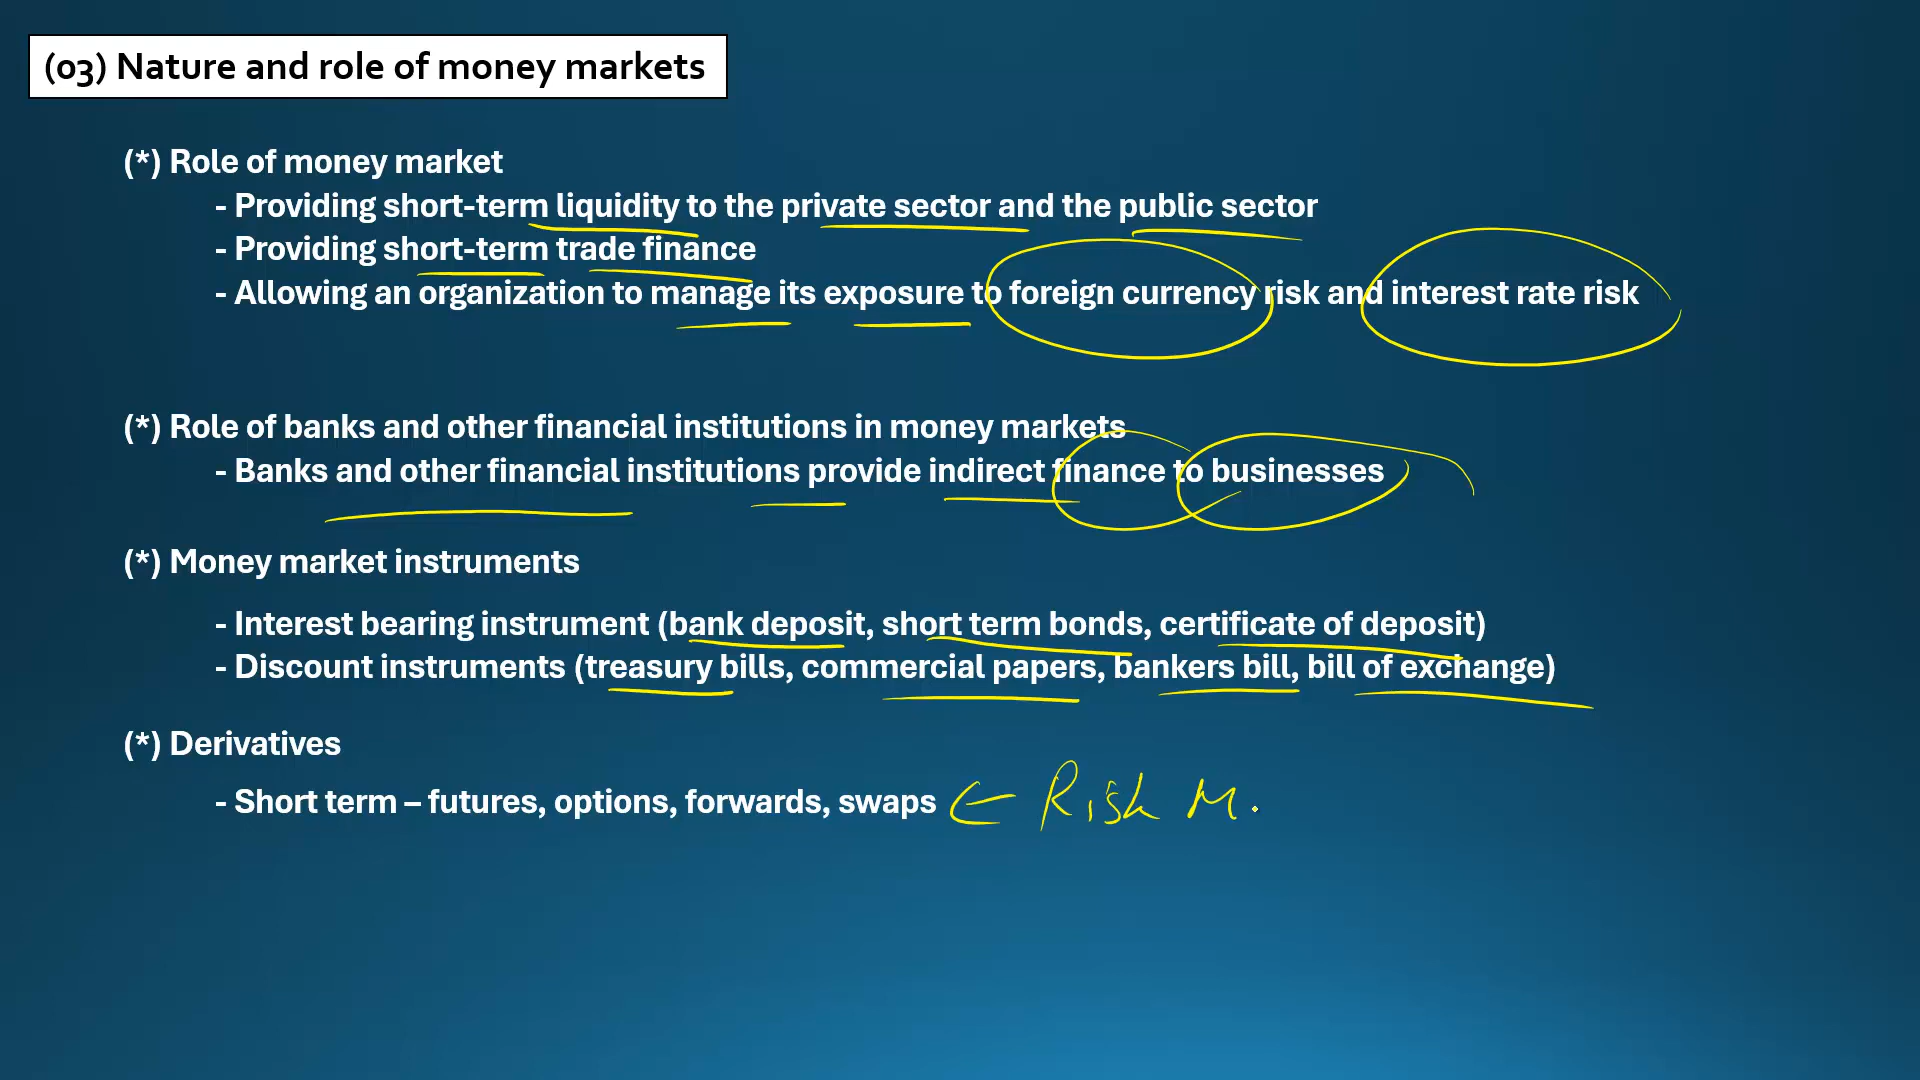 (03) Nature and role of money markets
(*) Role of money market
- Providing short-term liquidity to the private sector and the public sector
- Providing short-term trade finance
- Allowing an organization to manage its exposure to foreign currency risk and interest rate risk
(*) Role of banks and other financial institutions in money markets
- Banks and other financial institutions provide indirect finance to businesses
(*) Money market instruments
- Interest bearing instrument (bank deposit, short term bonds, certificate of deposit)
- Discount instruments (treasury bills, commercial papers, bankers bill, bill of exchange)
(*) Derivatives
- Short term – futures, options, forwards, swaps ← Risk M.